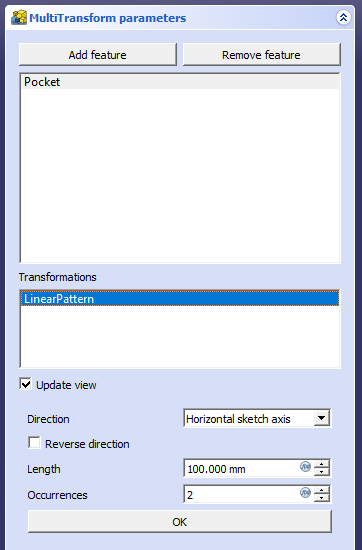 MultiTransform parameters
Add feature Remove feature
Pocket
Transformations
LinearPattern
Update view
Direction Horizontal sketch axis
Reverse direction
Length 100.000 mm
Occurrences 2
OK